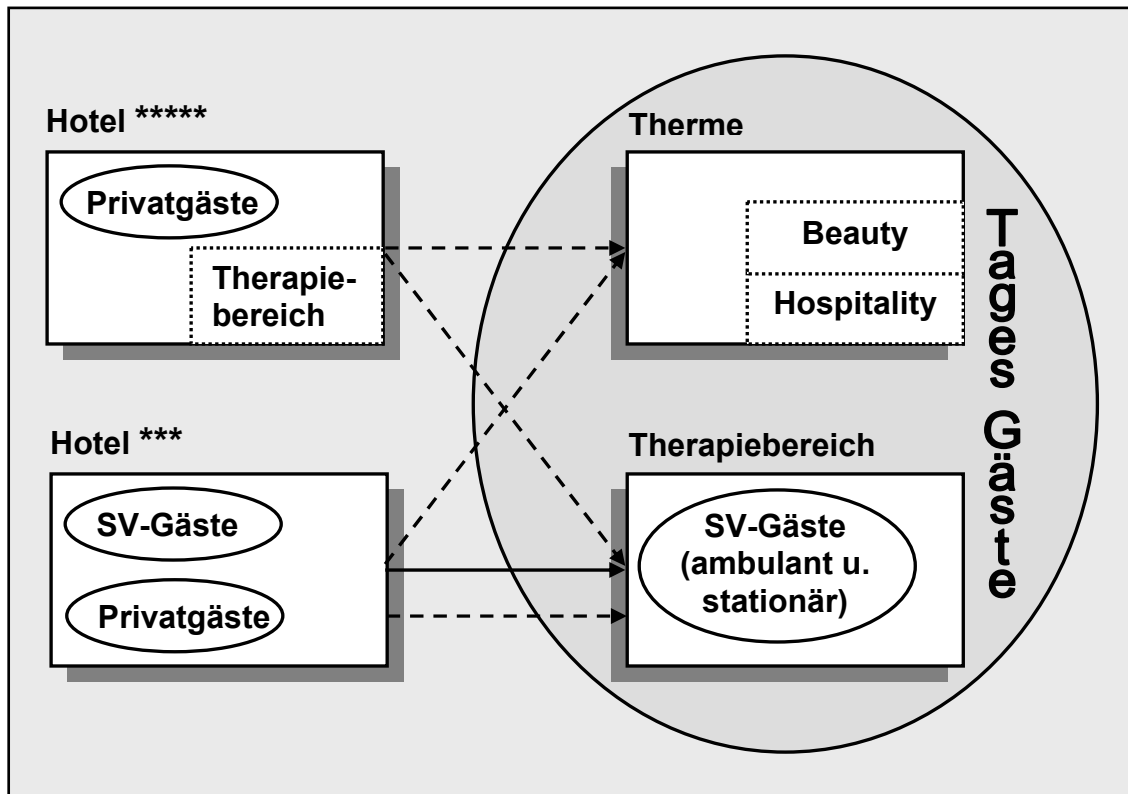 Hotel *****
Privatgäste
Therapie-
bereich
Hotel ***
SV-Gäste
Privatgäste
Therme
Beauty
Hospitality
Therapiebereich
SV-Gäste
(ambulant u.
stationär)
Tages Gäste